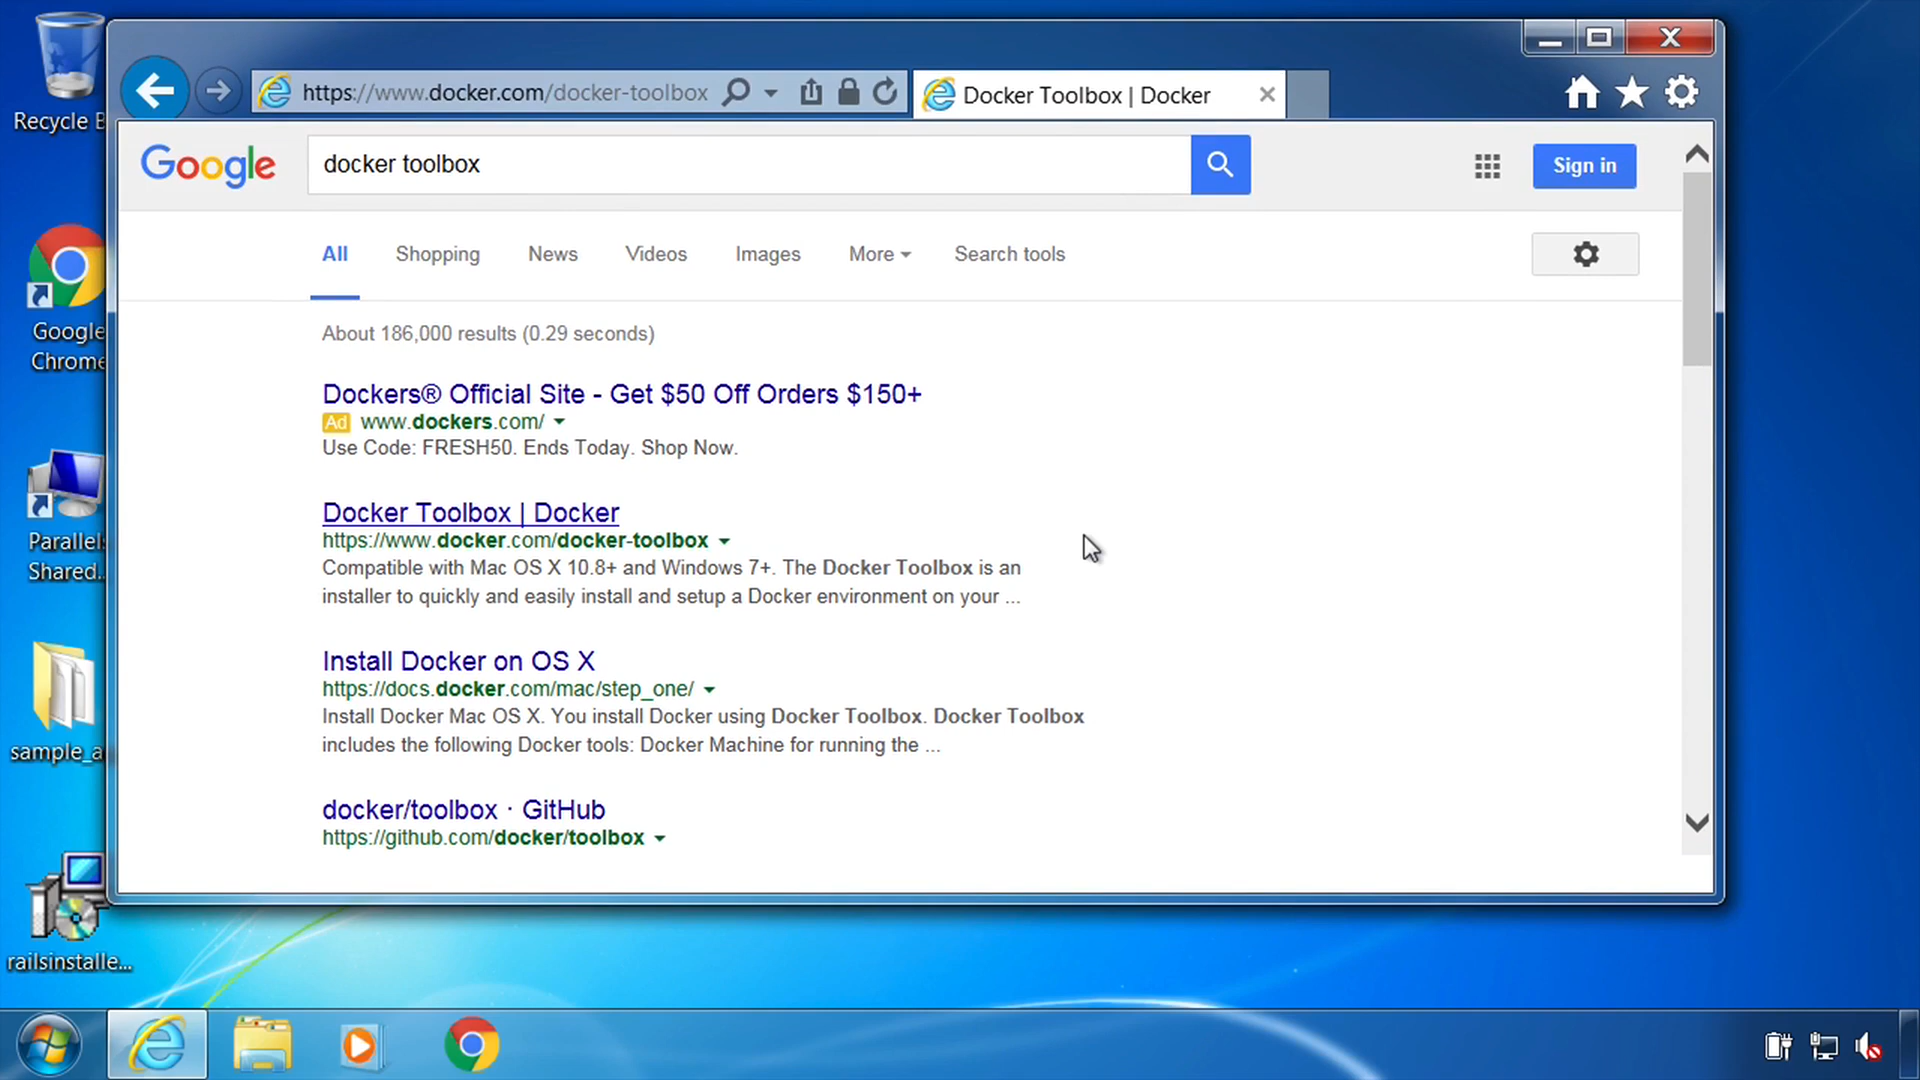 Recycle B
https://www.docker.com/docker-toolbox
Docker Toolbox | Docker
Google
docker toolbox
Sign in
All
Shopping
News
Videos
Images
More
Search tools
About 186,000 results (0.29 seconds)
Dockers® Official Site - Get $50 Off Orders $150+
Ad www.dockers.com/
Use Code: FRESH50. Ends Today. Shop Now.
Docker Toolbox | Docker
https://www.docker.com/docker-toolbox
Compatible with Mac OS X 10.8+ and Windows 7+. The Docker Toolbox is an
installer to quickly and easily install and setup a Docker environment on your ...
Install Docker on OS X
https://docs.docker.com/mac/step_one/
Install Docker Mac OS X. You install Docker using Docker Toolbox. Docker Toolbox
includes the following Docker tools: Docker Machine for running the ...
docker/toolbox · GitHub
https://github.com/docker/toolbox
Google
Chrome
Parallels
Shared...
sample_a
railsinstalle...